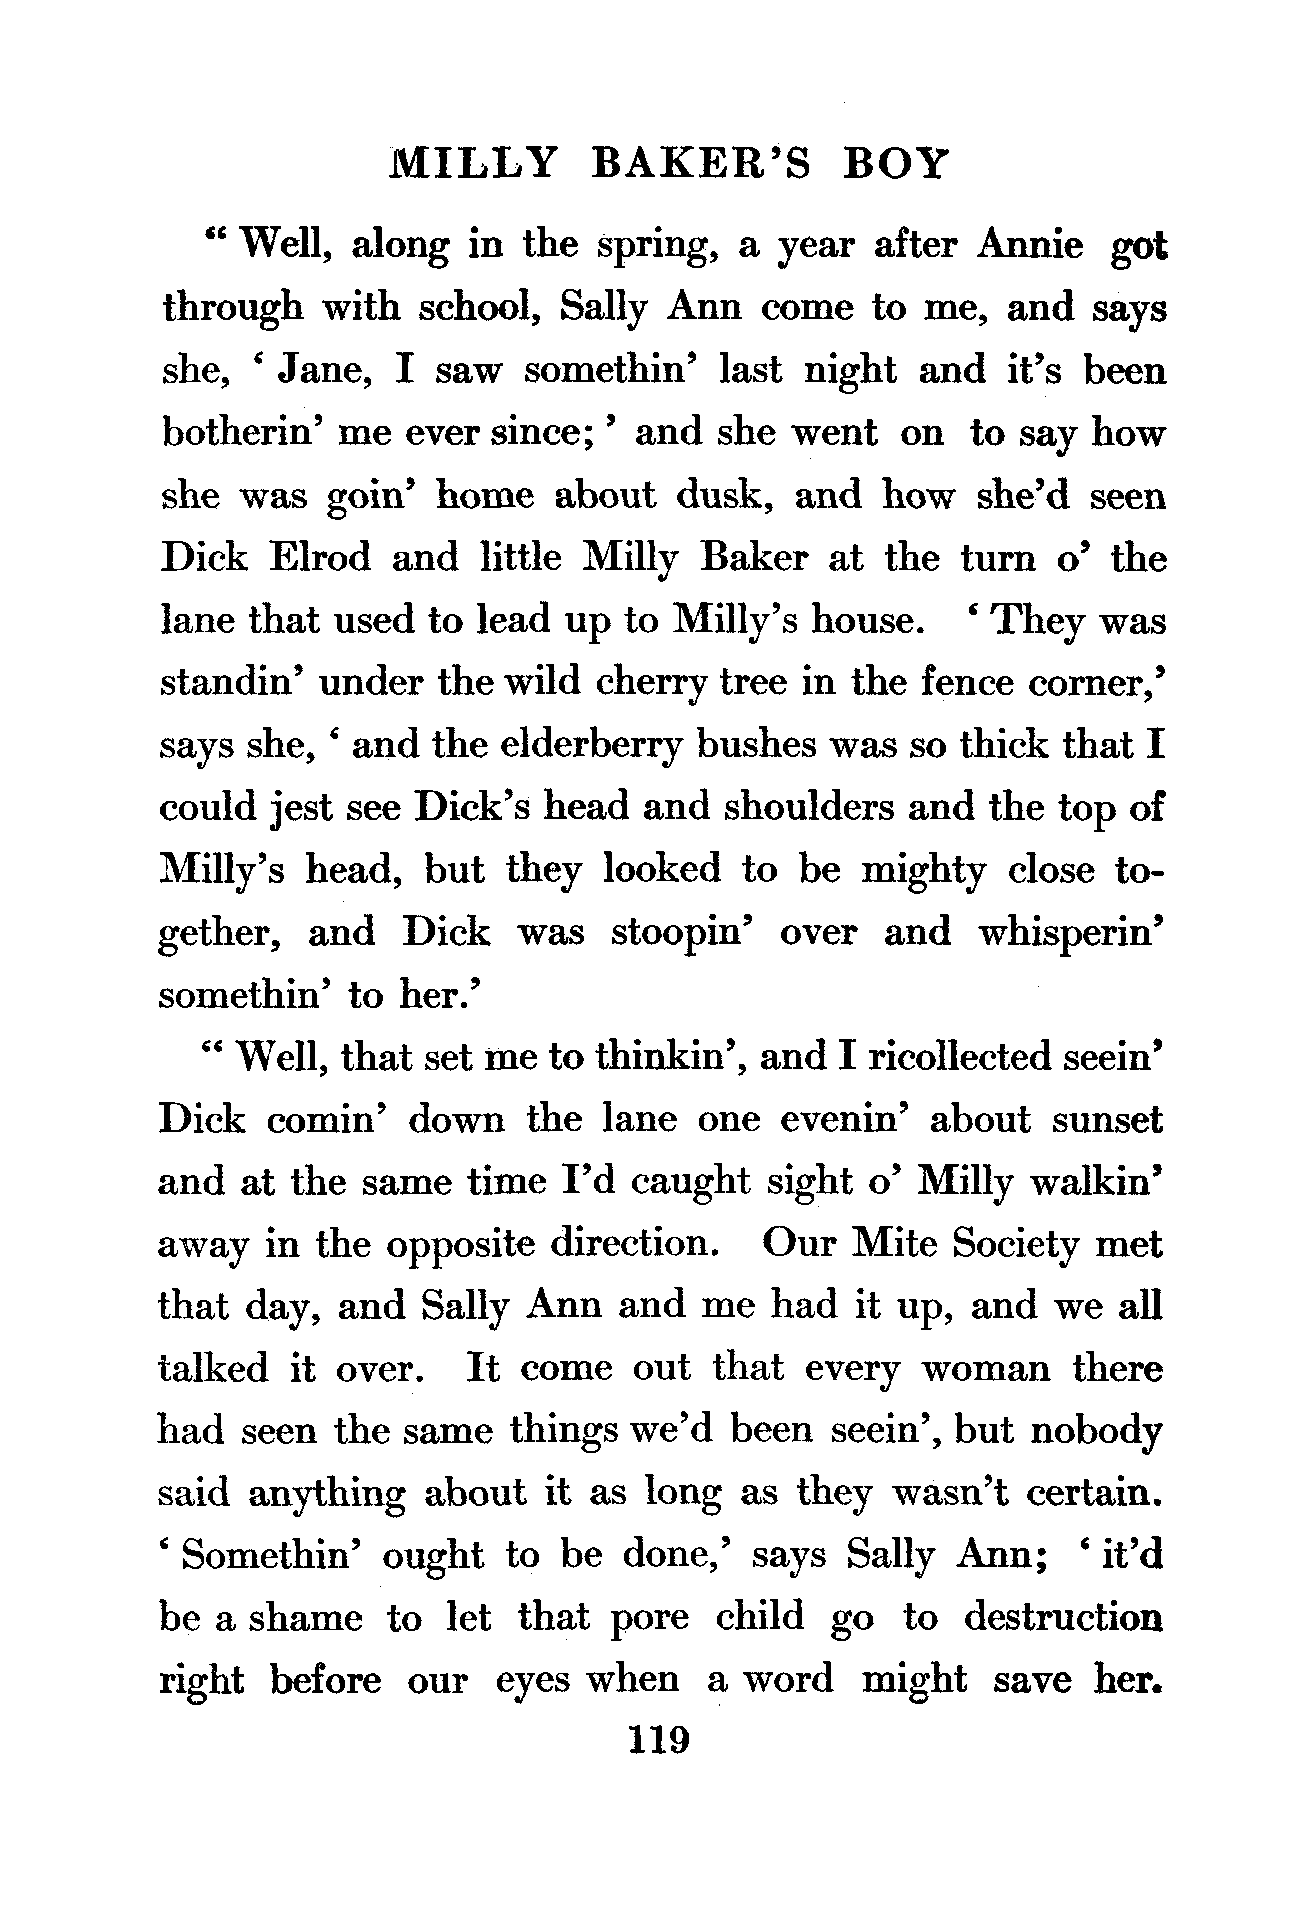 MILLY BAKER'S BOY
“ Well, along in the spring, a year after Annie got
through with school, Sally Ann come to me, and says
she, ‘ Jane, I saw somethin’ last night and it’s been
botherin’ me ever since; ’ and she went on to say how
she was goin’ home about dusk, and how she’d seen
Dick Elrod and little Milly Baker at the turn o’ the
lane that used to lead up to Milly’s house. ‘ They was
standin’ under the wild cherry tree in the fence corner,’
says she, ‘ and the elderberry bushes was so thick that I
could jest see Dick’s head and shoulders and the top of
Milly’s head, but they looked to be mighty close to-
gether, and Dick was stoopin’ over and whisperin’
somethin’ to her.’
“ Well, that set me to thinkin’, and I ricollected seein’
Dick comin’ down the lane one evenin’ about sunset
and at the same time I’d caught sight o’ Milly walkin’
away in the opposite direction. Our Mite Society met
that day, and Sally Ann and me had it up, and we all
talked it over. It come out that every woman there
had seen the same things we’d been seein’, but nobody
said anything about it as long as they wasn’t certain.
‘ Somethin’ ought to be done,’ says Sally Ann; ‘ it’d
be a shame to let that pore child go to destruction
right before our eyes when a word might save her.
119